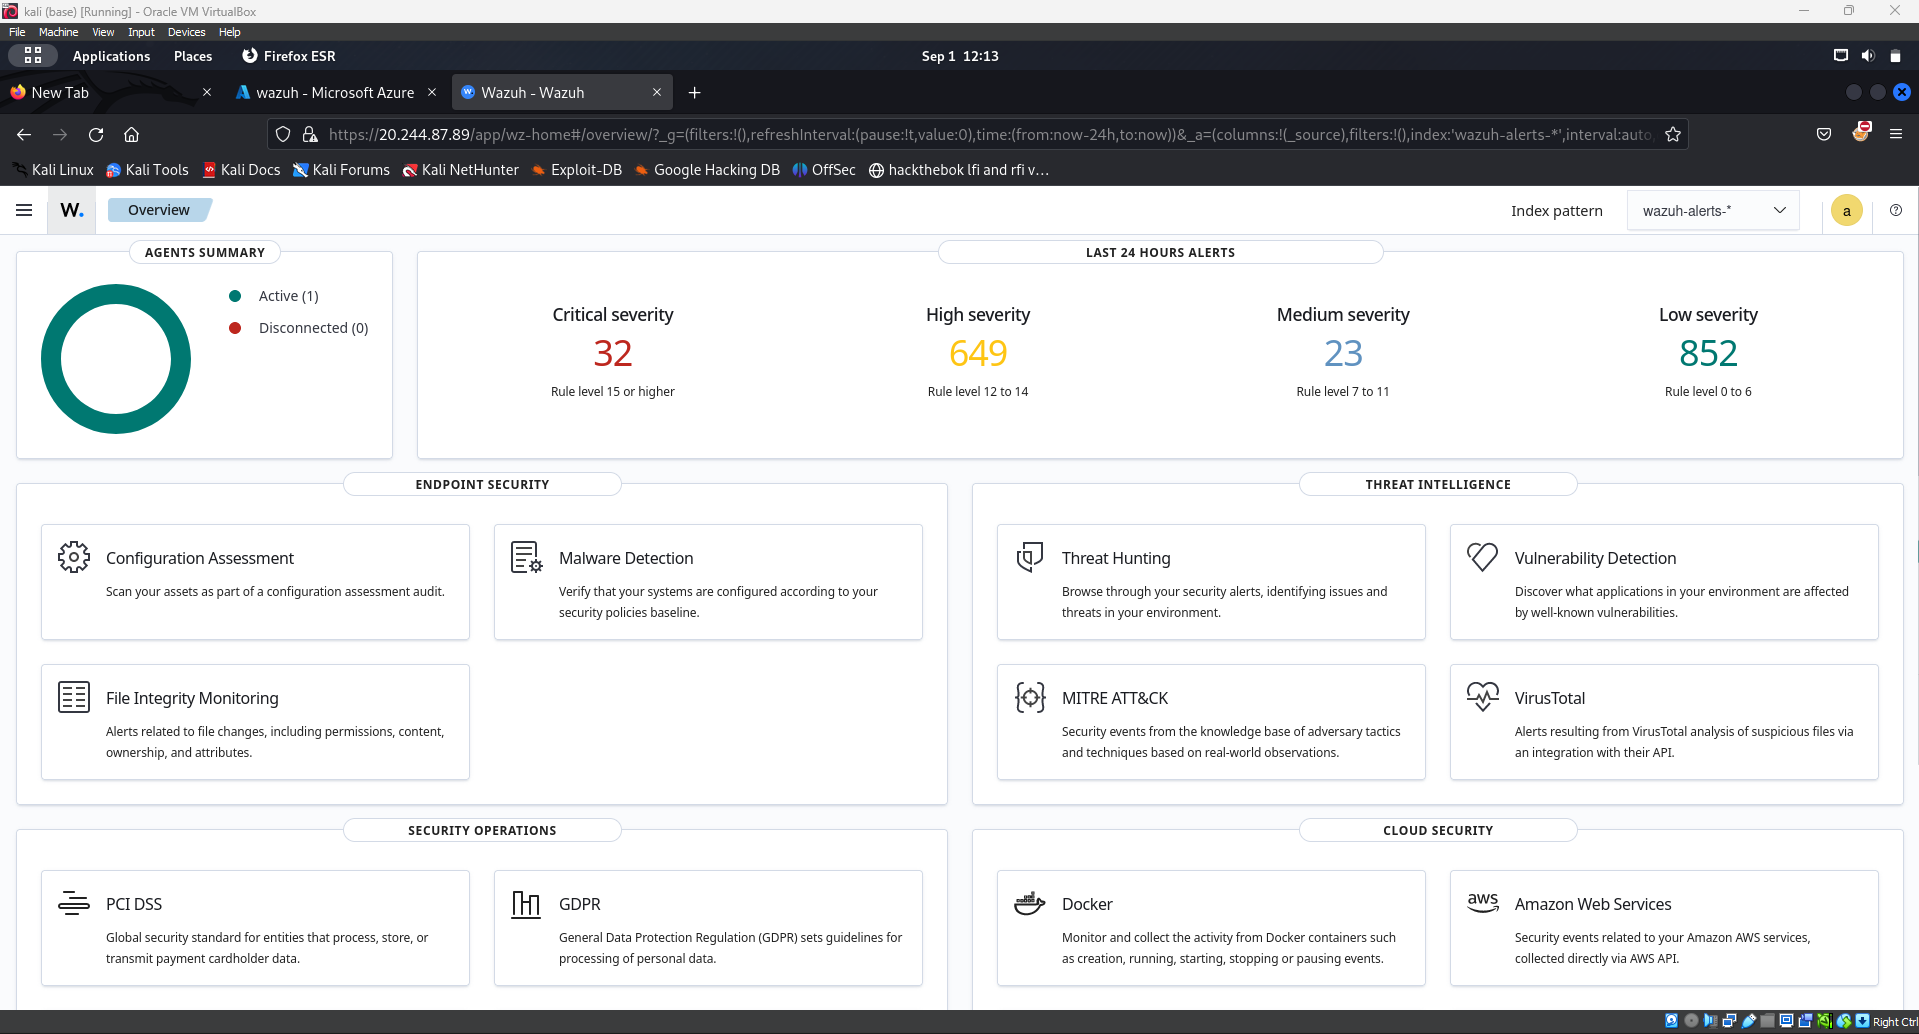 kali (base) [Running] - Oracle VM VirtualBox
File Machine View Input Devices Help
Applications Places Firefox ESR Sep 1 12:13
New Tab wazuh - Microsoft Azure Wazuh - Wazuh
https://20.244.87.89/app/wz-home#/overview/?_g=(filters:!(),refreshInterval:(pause:!t,value:0),time:(from:now-24h,to:now))&_a=(columns:!(_source),filters:!(),index:'wazuh-alerts-*',interval:auto,
Kali Linux Kali Tools Kali Docs Kali Forums Kali NetHunter Exploit-DB Google Hacking DB OffSec hackthebok lfi and rfi v…
W. Overview Index pattern wazuh-alerts-* a
AGENTS SUMMARY
Active (1)
Disconnected (0)
LAST 24 HOURS ALERTS
Critical severity
32
Rule level 15 or higher
High severity
649
Rule level 12 to 14
Medium severity
23
Rule level 7 to 11
Low severity
852
Rule level 0 to 6
ENDPOINT SECURITY
Configuration Assessment
Scan your assets as part of a configuration assessment audit.
Malware Detection
Verify that your systems are configured according to your
security policies baseline.
File Integrity Monitoring
Alerts related to file changes, including permissions, content,
ownership, and attributes.
THREAT INTELLIGENCE
Threat Hunting
Browse through your security alerts, identifying issues and
threats in your environment.
Vulnerability Detection
Discover what applications in your environment are affected
by well-known vulnerabilities.
MITRE ATT&CK
Security events from the knowledge base of adversary tactics
and techniques based on real-world observations.
VirusTotal
Alerts resulting from VirusTotal analysis of suspicious files via
an integration with their API.
SECURITY OPERATIONS
PCI DSS
Global security standard for entities that process, store, or
transmit payment cardholder data.
GDPR
General Data Protection Regulation (GDPR) sets guidelines for
processing of personal data.
CLOUD SECURITY
Docker
Monitor and collect the activity from Docker containers such
as creation, running, starting, stopping or pausing events.
aws
Amazon Web Services
Security events related to your Amazon AWS services,
collected directly via AWS API.
Right Ctrl